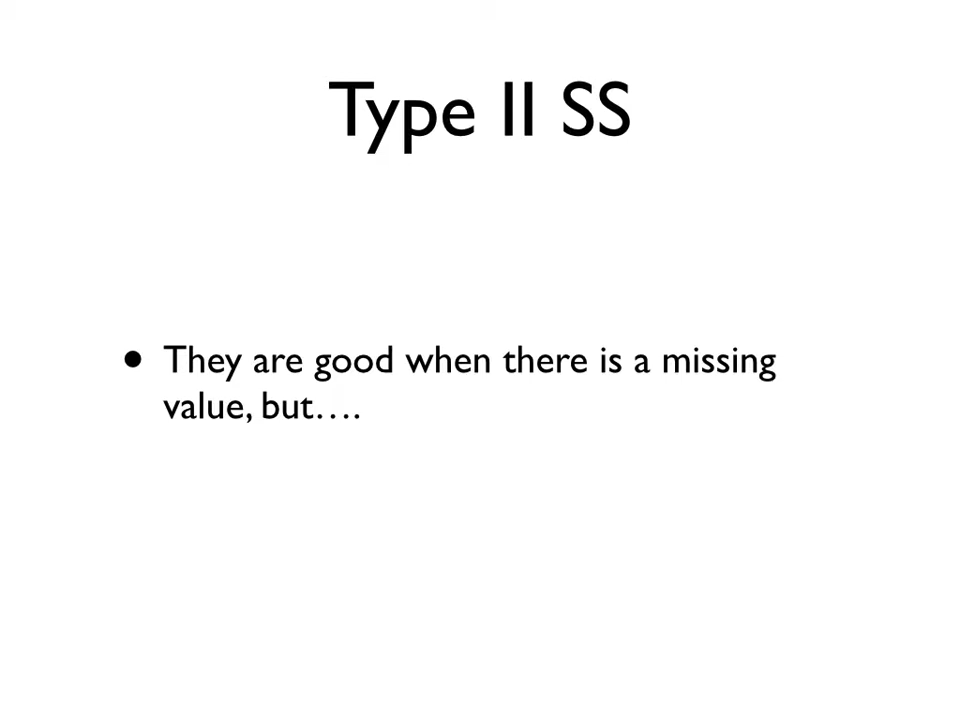 Type II SS
• They are good when there is a missing
value, but….